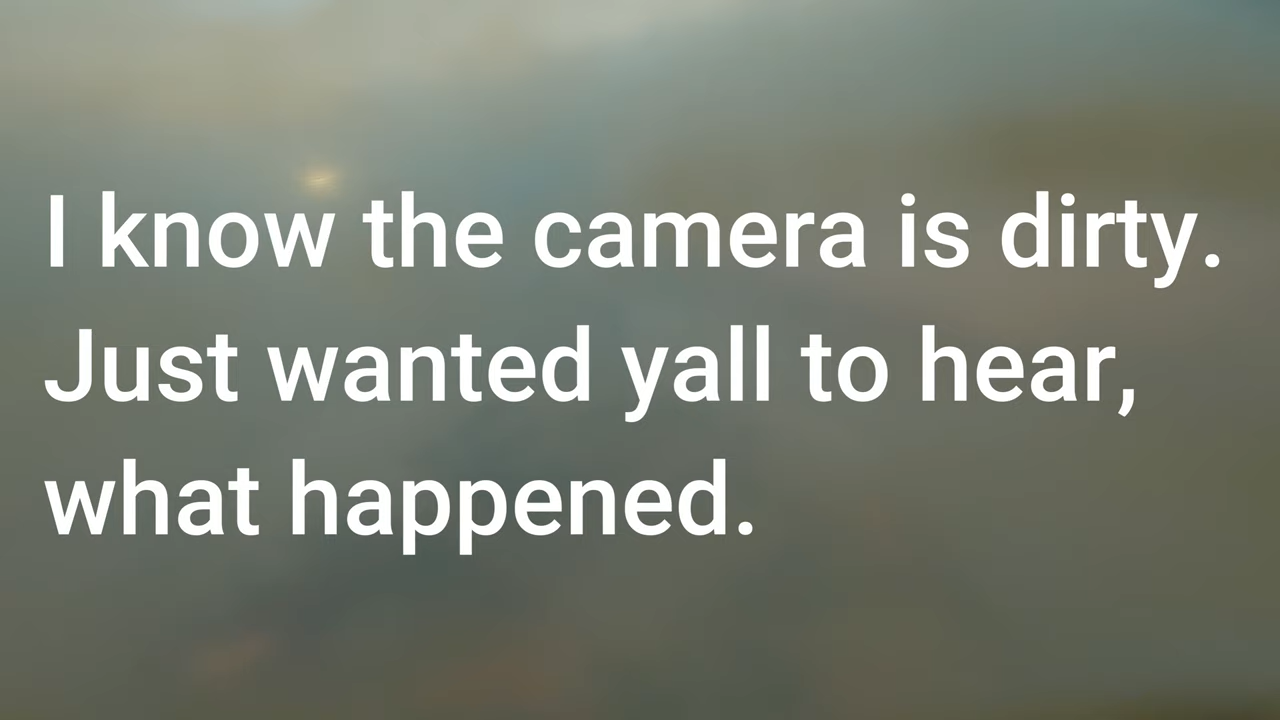 I know the camera is dirty.
Just wanted yall to hear,
what happened.